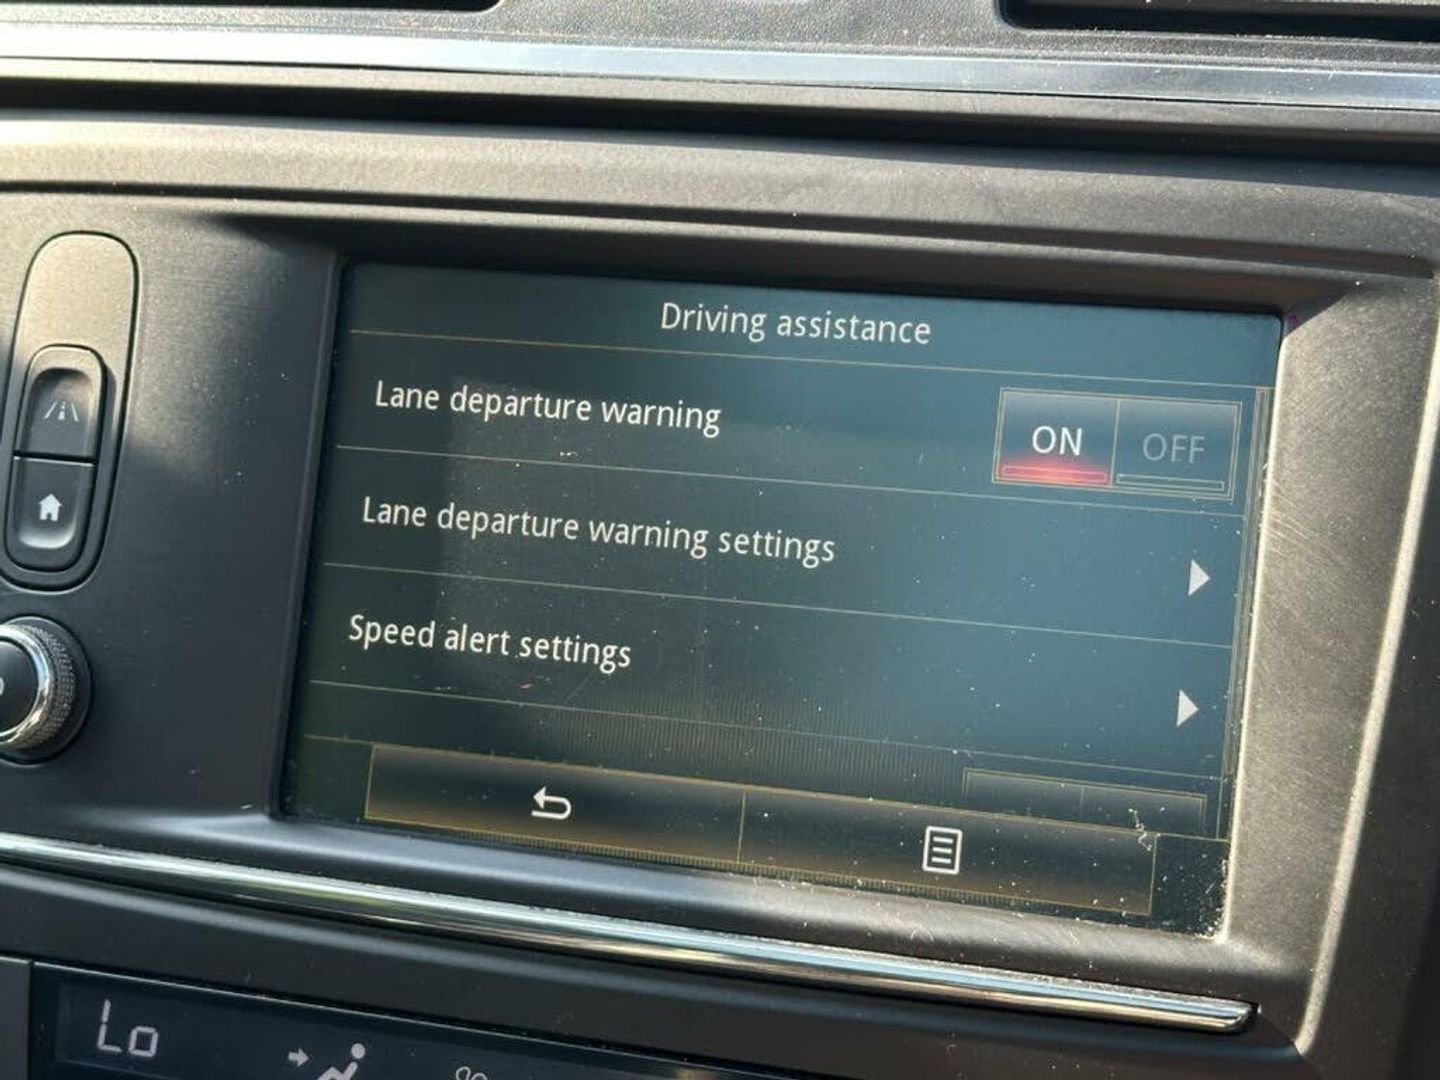 Driving assistance
Lane departure warning
ON OFF
Lane departure warning settings
Speed alert settings
Lo